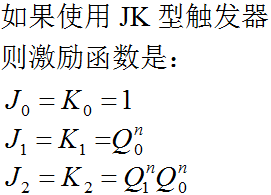 如果使用 JK 型触发器
则激励函数是：
J₀ = K₀ = 1
J₁ = K₁ = Q₀ⁿ
J₂ = K₂ = Q₁ⁿQ₀ⁿ